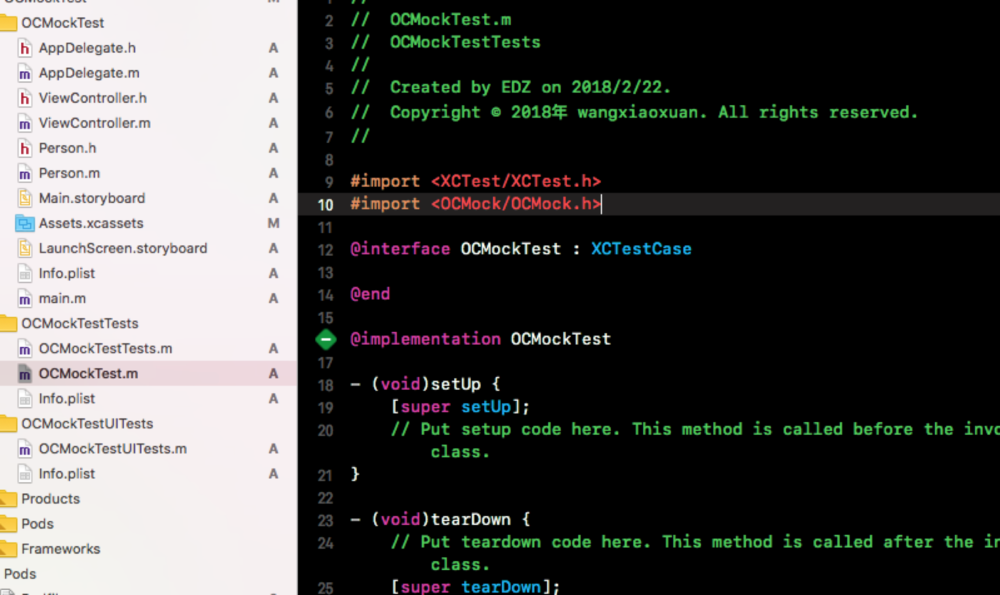 OCMockTest M
OCMockTest
h AppDelegate.h A
m AppDelegate.m A
h ViewController.h A
m ViewController.m A
h Person.h A
m Person.m A
Main.storyboard A
Assets.xcassets M
LaunchScreen.storyboard A
Info.plist A
m main.m A
OCMockTestTests
m OCMockTestTests.m A
m OCMockTest.m A
Info.plist A
OCMockTestUITests
m OCMockTestUITests.m A
Info.plist A
Products
Pods
Frameworks
Pods
1 //
2 // OCMockTest.m
3 // OCMockTestTests
4 //
5 // Created by EDZ on 2018/2/22.
6 // Copyright © 2018年 wangxiaoxuan. All rights reserved.
7 //
8
9 #import <XCTest/XCTest.h>
10 #import <OCMock/OCMock.h>
11
12 @interface OCMockTest : XCTestCase
13
14 @end
15
@implementation OCMockTest
17
18 - (void)setUp {
19 [super setUp];
20 // Put setup code here. This method is called before the invo
class.
21 }
22
23 - (void)tearDown {
24 // Put teardown code here. This method is called after the in
class.
25 [super tearDown];